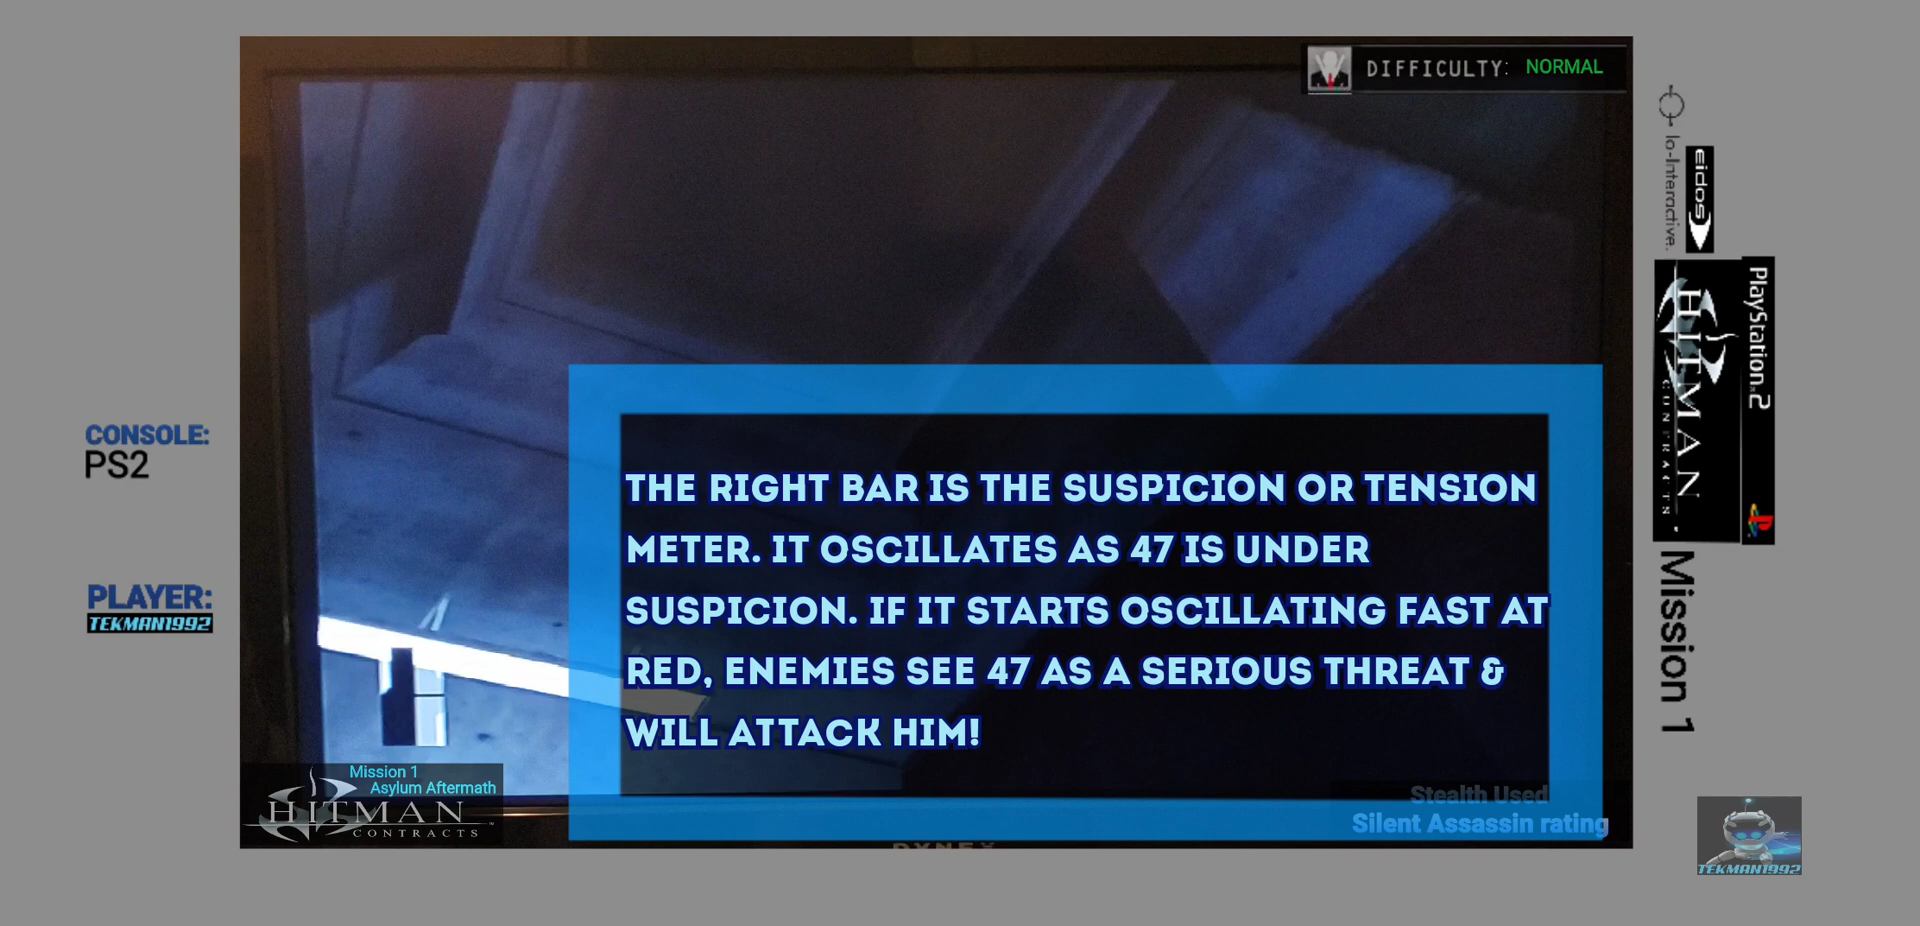 DIFFICULTY: NORMAL
Io-Interactive.
eidos
PlayStation.2
HITMAN
CONTRACTS
Mission 1
CONSOLE:
PS2
PLAYER:
TEKMAN1992
THE RIGHT BAR IS THE SUSPICION OR TENSION
METER. IT OSCILLATES AS 47 IS UNDER
SUSPICION. IF IT STARTS OSCILLATING FAST AT
RED, ENEMIES SEE 47 AS A SERIOUS THREAT &
WILL ATTACK HIM!
Mission 1
Asylum Aftermath
HITMAN
CONTRACTS
Stealth Used
Silent Assassin rating
DYNEX
TEKMAN1992